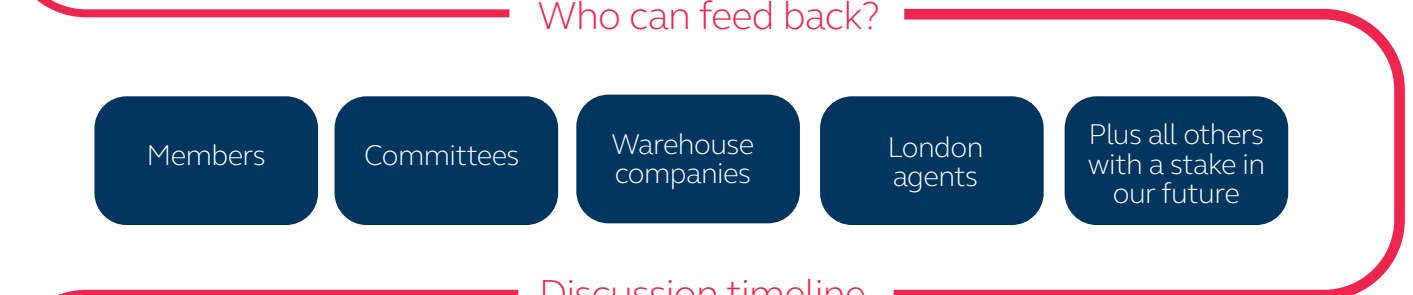 Who can feed back?
Members
Committees
Warehouse
companies
London
agents
Plus all others
with a stake in
our future
Discussion timeline